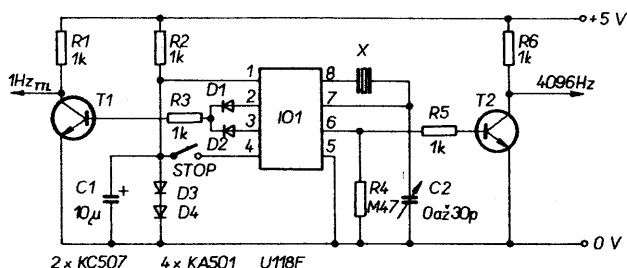 +5 V
R1
1k
R2
1k
X
R6
1k
1Hz TTL
T1
D1
R3
1k
D2
1
2
3
4
IO1
8
7
6
5
R5
1k
T2
4096Hz
STOP
C1
+
10µ
D3
D4
R4
M47
C2
0až30p
0 V
2 × KC507 4 × KA501 U118F